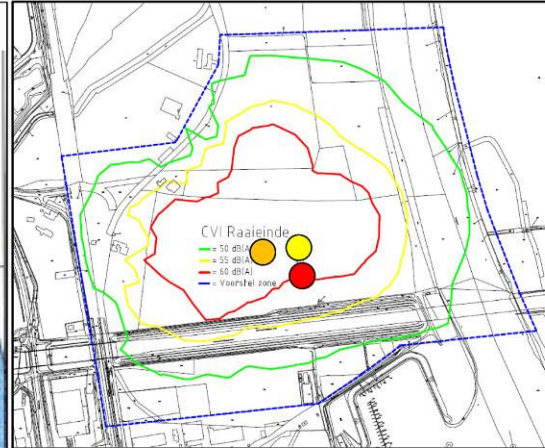 CVI Raaieinde
= 50 dB(A)
= 55 dB(A)
= 60 dB(A)
= Voorstel zone